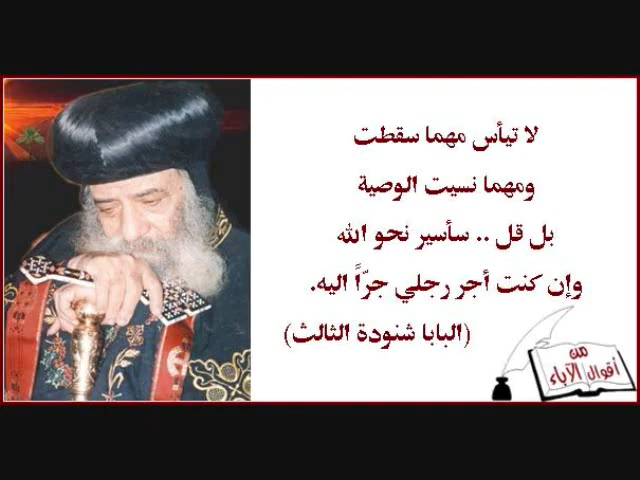 لا تيأس مهما سقطت
ومهما نسيت الوصية
بل قل .. سأسير نحو الله
وإن كنت أجر رجلي جرّاً اليه.
(البابا شنودة الثالث)
من
أقوال الآباء